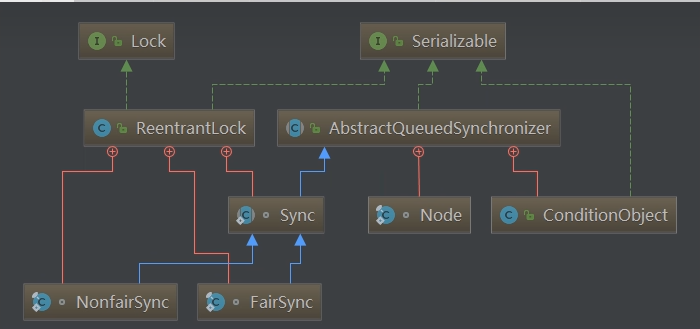 Lock
Serializable
ReentrantLock
AbstractQueuedSynchronizer
Sync
Node
ConditionObject
NonfairSync
FairSync